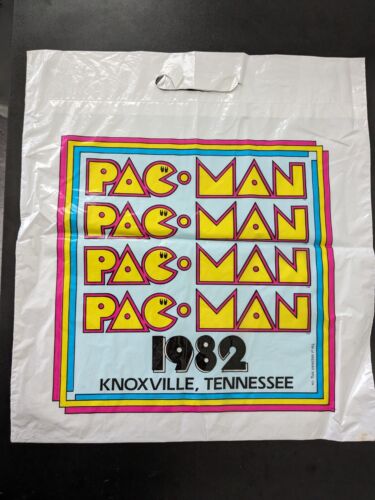 PAC-MAN
PAC-MAN
PAC-MAN
PAC-MAN
1982
KNOXVILLE, TENNESSEE